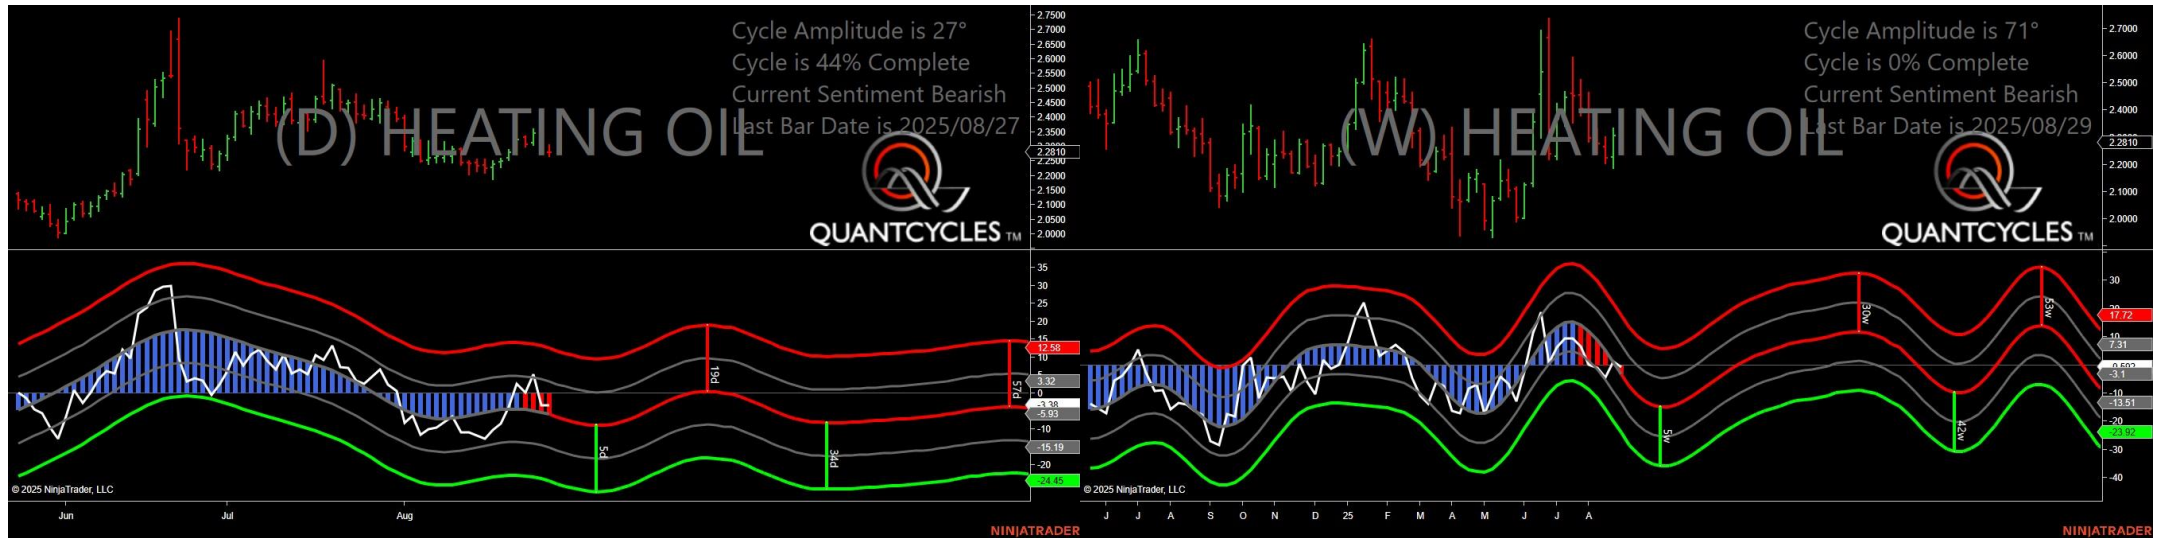 Cycle Amplitude is 27°
Cycle is 44% Complete
Current Sentiment Bearish
Last Bar Date is 2025/08/27
(D) HEATING OIL
QUANTCYCLES TM
2.7500
2.6500
2.6000
2.5500
2.5000
2.4500
2.4000
2.3500
2.3000
2.2810
2.2500
2.2000
2.1500
2.1000
2.0500
2.0000
35
30
25
20
15
12.58
10
5
3.32
0
-3.38
-5.93
-10
-15.19
-20
-24.45
19d
57d
5d
34d
© 2025 NinjaTrader, LLC
Jun Jul Aug
NINJATRADER
Cycle Amplitude is 71°
Cycle is 0% Complete
Current Sentiment Bearish
Last Bar Date is 2025/08/29
(W) HEATING OIL
QUANTCYCLES TM
2.7000
2.6000
2.5000
2.4000
2.2810
2.2000
2.1000
2.0000
30
20
17.72
10
7.31
-3.1
-10
-13.51
-20
-23.92
-30
-40
30w
53w
5w
42w
© 2025 NinjaTrader, LLC
J J A S O N D 25 F M A M J J A
NINJATRADER